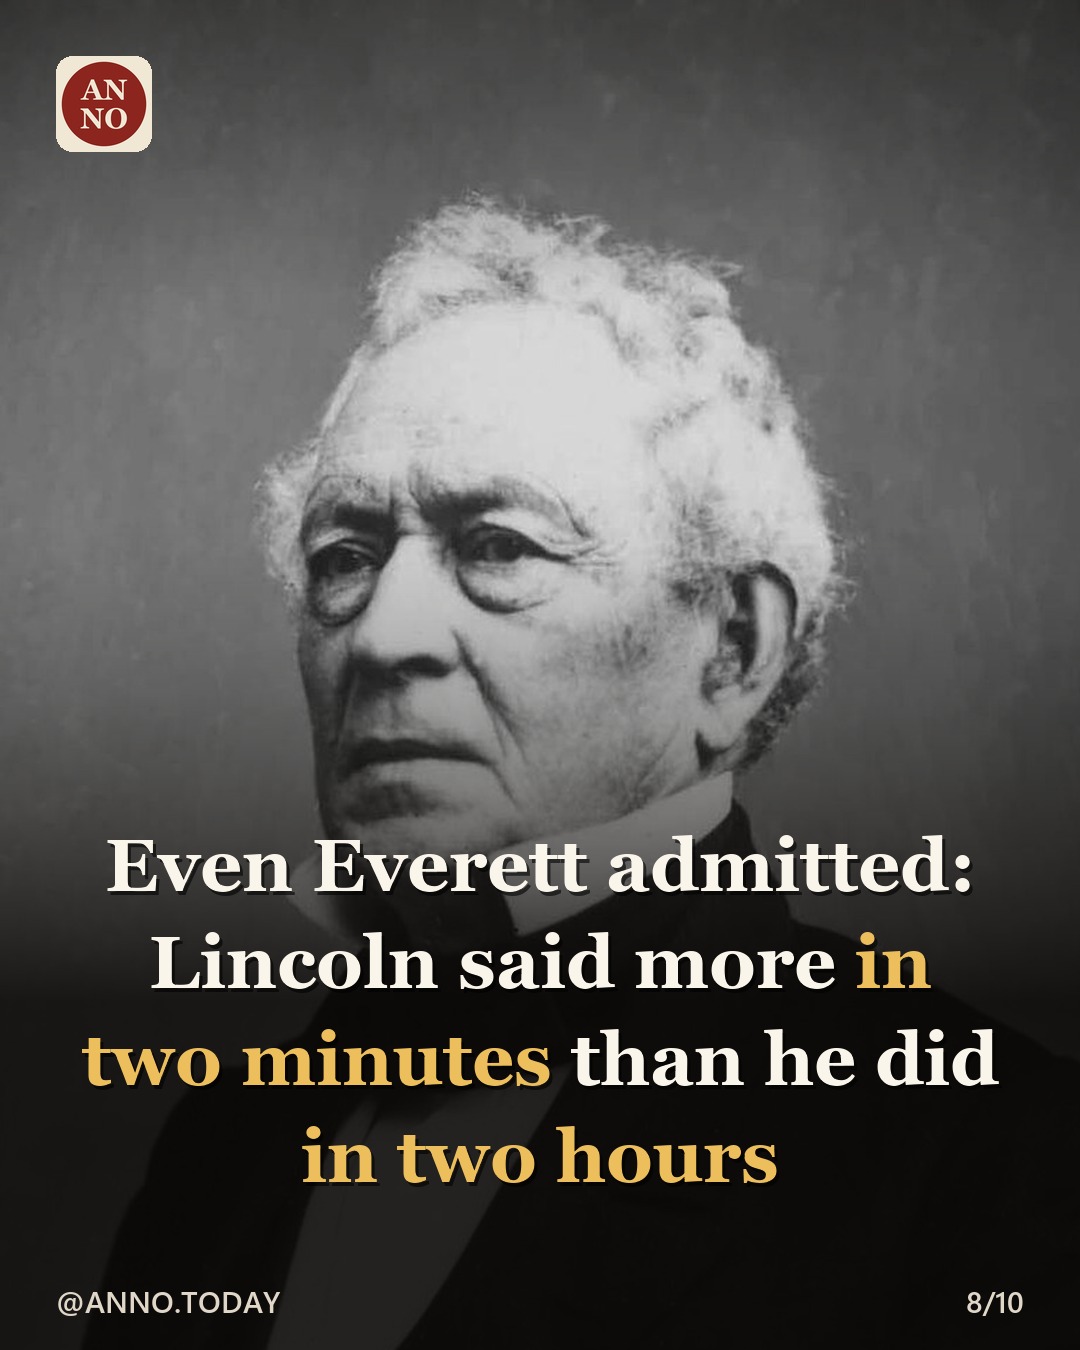 AN
NO
Even Everett admitted:
Lincoln said more in
two minutes than he did
in two hours
@ANNO.TODAY
8/10